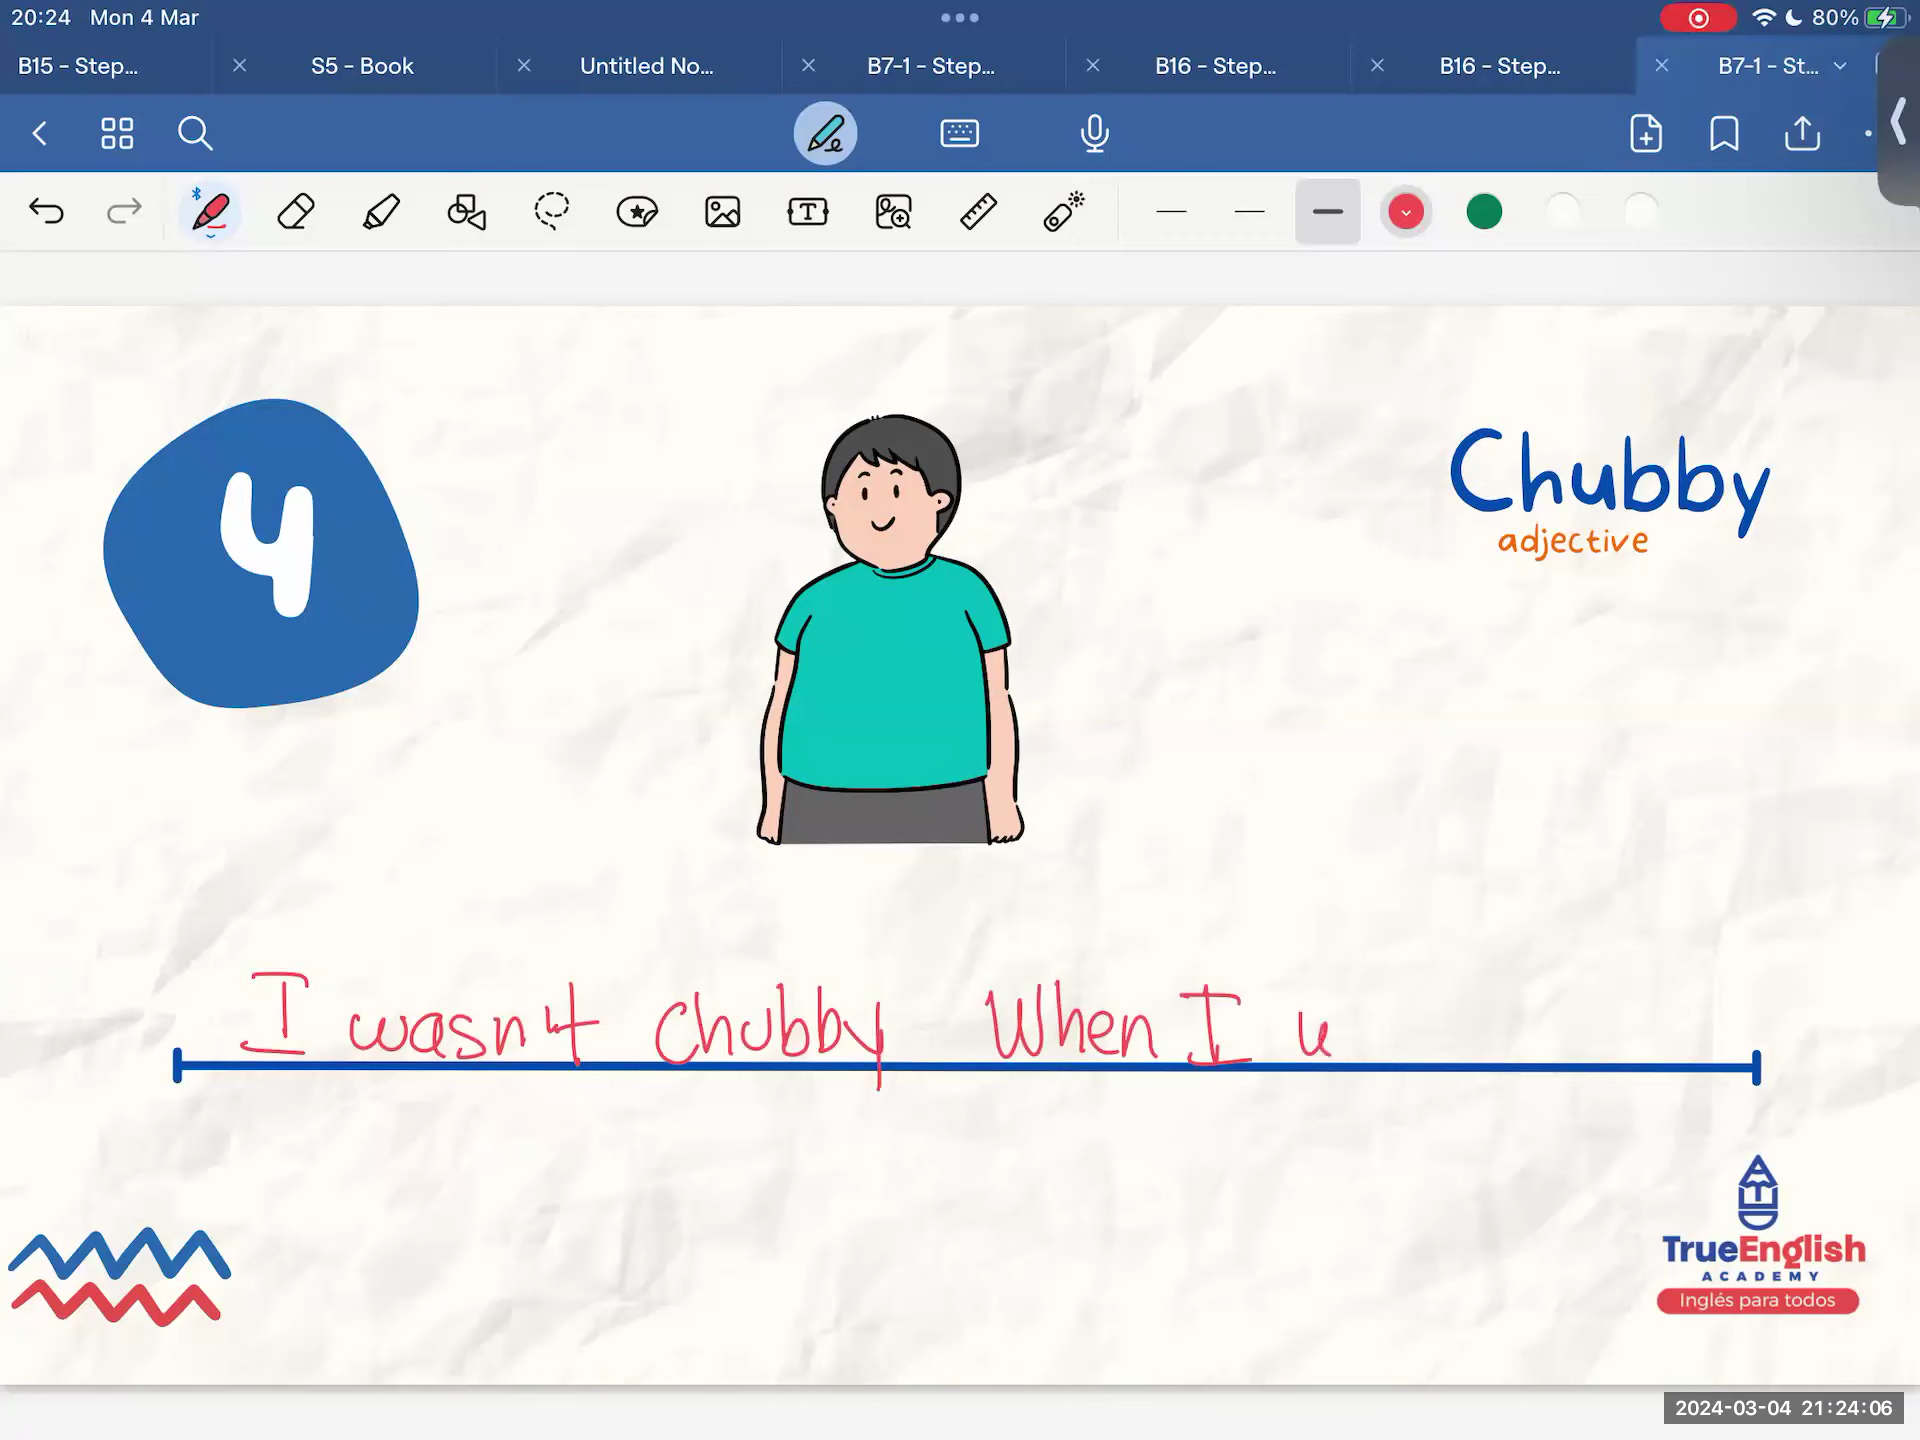 20:24 Mon 4 Mar 80%
B15 - Step... S5 - Book Untitled No... B7-1 - Step... B16 - Step... B16 - Step... B7-1 - St...
4
Chubby
adjective
I wasn't Chubby When I u
TrueEnglish
ACADEMY
Inglés para todos
2024-03-04 21:24:06